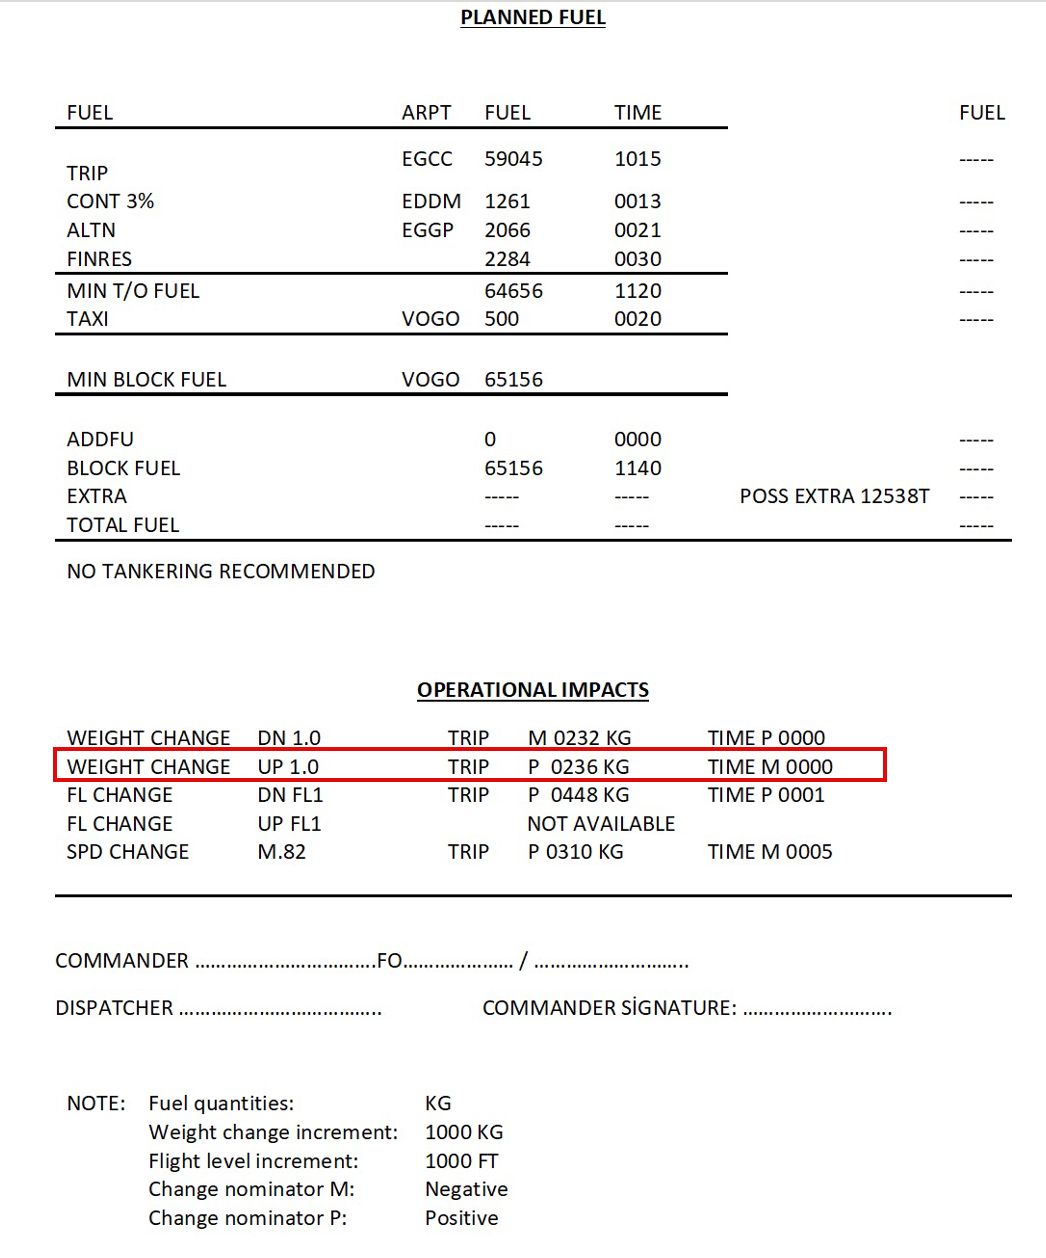 PLANNED FUEL
FUEL ARPT FUEL TIME FUEL
EGCC 59045 1015 -----
TRIP
CONT 3% EDDM 1261 0013 -----
ALTN EGGP 2066 0021 -----
FINRES 2284 0030 -----
MIN T/O FUEL 64656 1120 -----
TAXI VOGO 500 0020 -----
MIN BLOCK FUEL VOGO 65156
ADDFU 0 0000 -----
BLOCK FUEL 65156 1140 -----
EXTRA ----- ----- POSS EXTRA 12538T -----
TOTAL FUEL ----- ----- -----
NO TANKERING RECOMMENDED
OPERATIONAL IMPACTS
WEIGHT CHANGE DN 1.0 TRIP M 0232 KG TIME P 0000
WEIGHT CHANGE UP 1.0 TRIP P 0236 KG TIME M 0000
FL CHANGE DN FL1 TRIP P 0448 KG TIME P 0001
FL CHANGE UP FL1 NOT AVAILABLE
SPD CHANGE M.82 TRIP P 0310 KG TIME M 0005
COMMANDER ……………………………..FO………………… / ………………………..
DISPATCHER ……………………………….. COMMANDER SİGNATURE: ……………………….
NOTE: Fuel quantities: KG
Weight change increment: 1000 KG
Flight level increment: 1000 FT
Change nominator M: Negative
Change nominator P: Positive